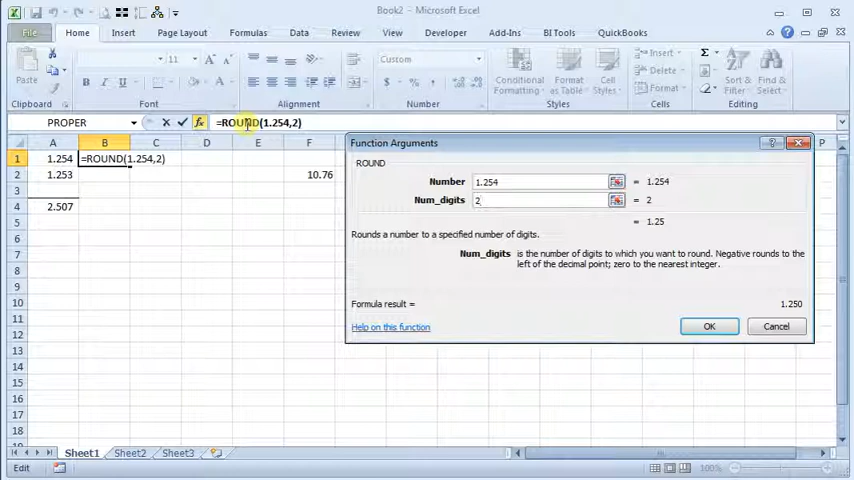 Book2 - Microsoft Excel
File Home Insert Page Layout Formulas Data Review View Developer Add-Ins BI Tools QuickBooks
Paste
Clipboard
11
Font
Alignment
Custom
Number
Conditional Formatting
Format as Table
Cell Styles
Styles
Insert
Delete
Format
Cells
Sort & Filter
Find & Select
Editing
PROPER fx =ROUND(1.254,2)
A B C D E F P
1 1.254 =ROUND(1.254,2)
2 1.253 10.76
3
4 2.507
5
6
7
8
9
10
11
12
13
14
15
16
17
18
Function Arguments
ROUND
Number 1.254 = 1.254
Num_digits 2 = 2
= 1.25
Rounds a number to a specified number of digits.
Num_digits is the number of digits to which you want to round. Negative rounds to the
left of the decimal point; zero to the nearest integer.
Formula result = 1.250
Help on this function OK Cancel
Sheet1 Sheet2 Sheet3
Edit 100%